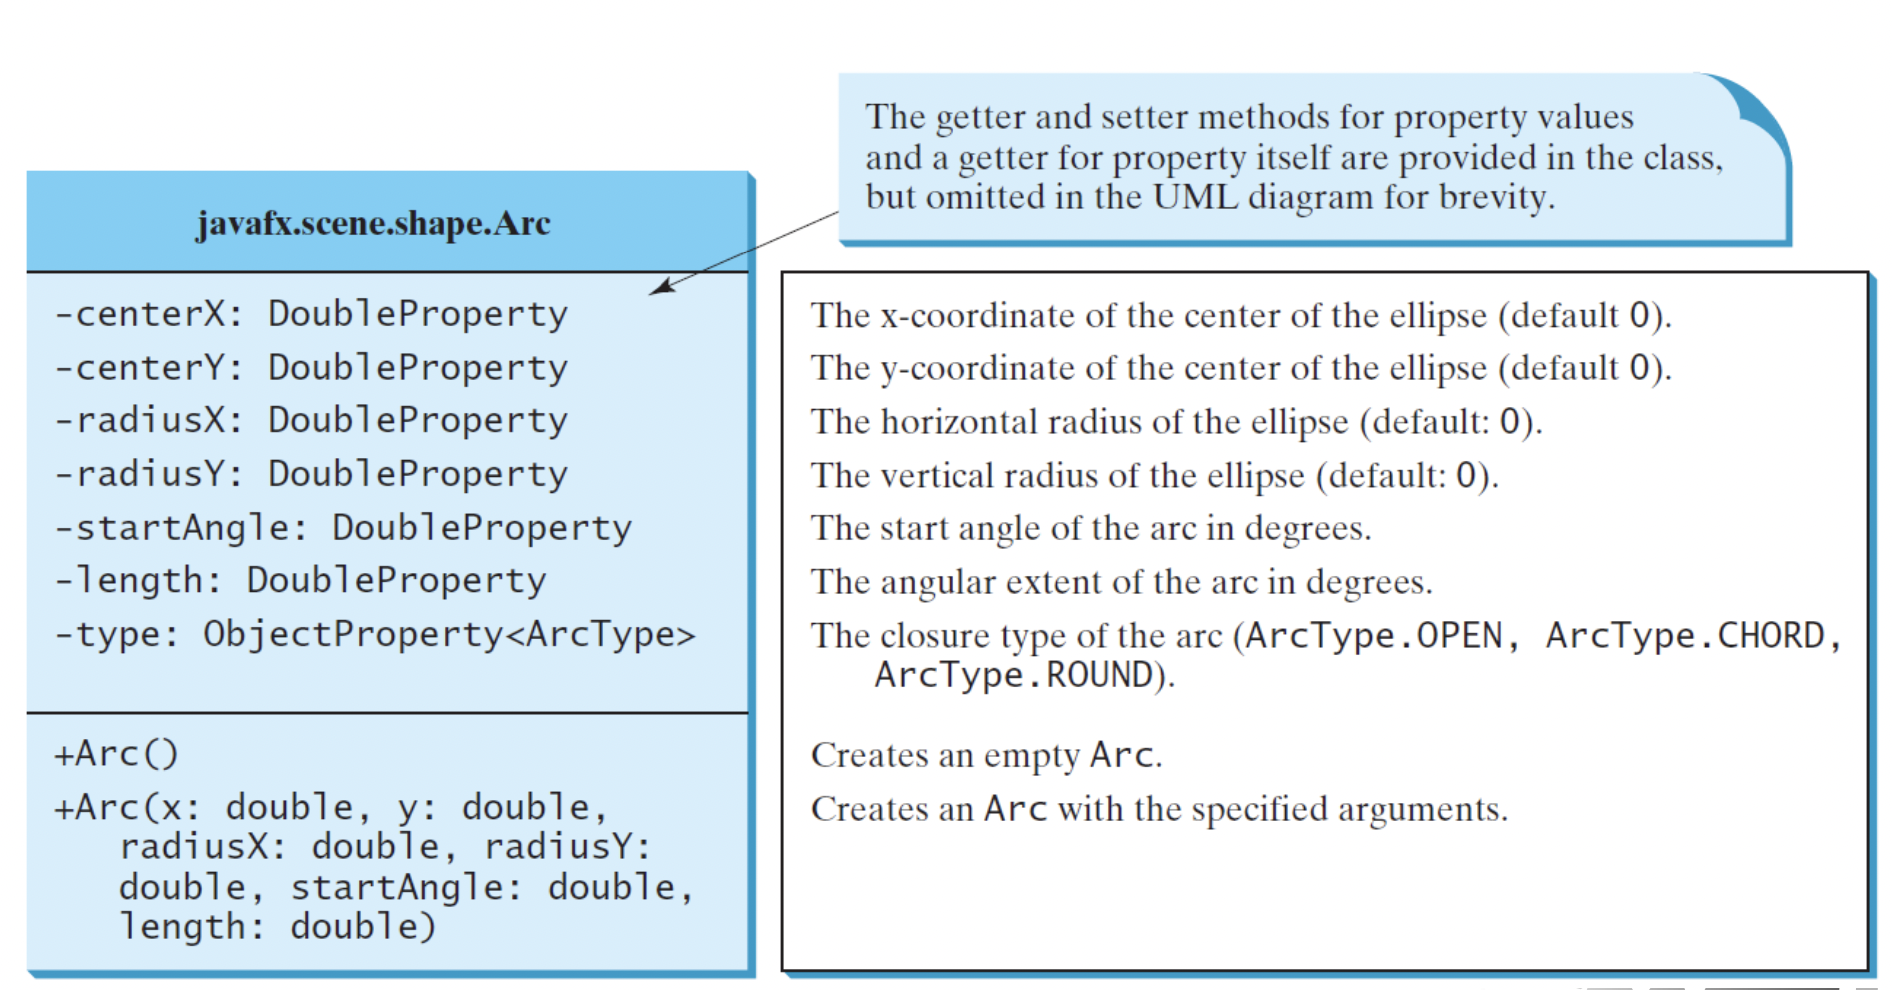 The getter and setter methods for property values
and a getter for property itself are provided in the class,
but omitted in the UML diagram for brevity.
javafx.scene.shape.Arc
-centerX: DoubleProperty
The x-coordinate of the center of the ellipse (default 0).
-centerY: DoubleProperty
The y-coordinate of the center of the ellipse (default 0).
-radiusX: DoubleProperty
The horizontal radius of the ellipse (default: 0).
-radiusY: DoubleProperty
The vertical radius of the ellipse (default: 0).
-startAngle: DoubleProperty
The start angle of the arc in degrees.
-length: DoubleProperty
The angular extent of the arc in degrees.
-type: ObjectProperty<ArcType>
The closure type of the arc (ArcType.OPEN, ArcType.CHORD,
ArcType.ROUND).
+Arc()
Creates an empty Arc.
+Arc(x: double, y: double,
radiusX: double, radiusY:
double, startAngle: double,
length: double)
Creates an Arc with the specified arguments.